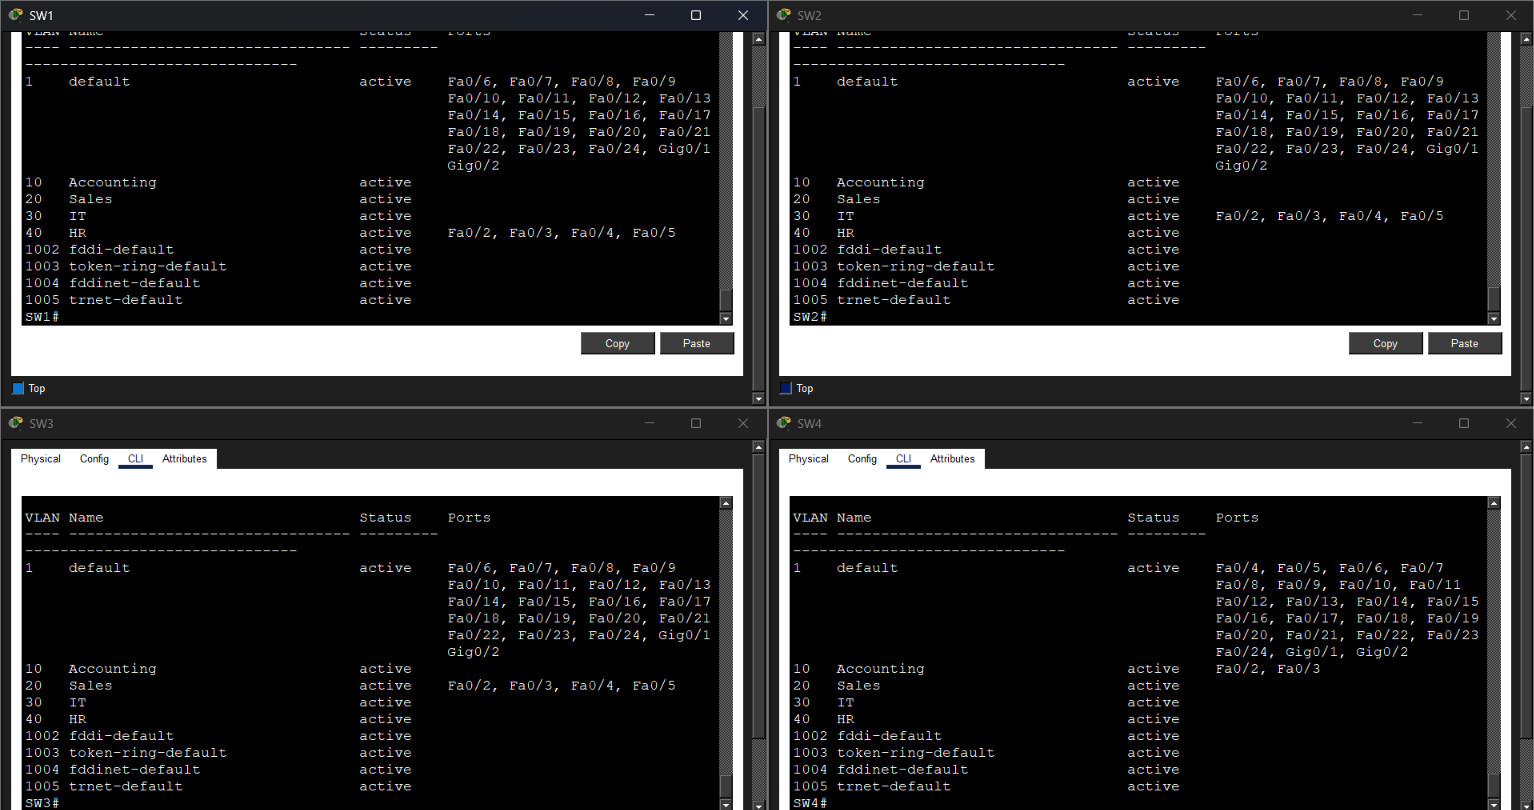 SW1
VLAN Name                             Status    Ports
---- -------------------------------- --------- -------------------------------
1    default                          active    Fa0/6, Fa0/7, Fa0/8, Fa0/9
                                                Fa0/10, Fa0/11, Fa0/12, Fa0/13
                                                Fa0/14, Fa0/15, Fa0/16, Fa0/17
                                                Fa0/18, Fa0/19, Fa0/20, Fa0/21
                                                Fa0/22, Fa0/23, Fa0/24, Gig0/1
                                                Gig0/2
10   Accounting                       active
20   Sales                            active
30   IT                               active
40   HR                               active    Fa0/2, Fa0/3, Fa0/4, Fa0/5
1002 fddi-default                     active
1003 token-ring-default               active
1004 fddinet-default                  active
1005 trnet-default                    active
SW1#
Copy Paste
Top
SW2
VLAN Name                             Status    Ports
---- -------------------------------- --------- -------------------------------
1    default                          active    Fa0/6, Fa0/7, Fa0/8, Fa0/9
                                                Fa0/10, Fa0/11, Fa0/12, Fa0/13
                                                Fa0/14, Fa0/15, Fa0/16, Fa0/17
                                                Fa0/18, Fa0/19, Fa0/20, Fa0/21
                                                Fa0/22, Fa0/23, Fa0/24, Gig0/1
                                                Gig0/2
10   Accounting                       active
20   Sales                            active
30   IT                               active    Fa0/2, Fa0/3, Fa0/4, Fa0/5
40   HR                               active
1002 fddi-default                     active
1003 token-ring-default               active
1004 fddinet-default                  active
1005 trnet-default                    active
SW2#
Copy Paste
Top
SW3
Physical Config CLI Attributes
VLAN Name                             Status    Ports
---- -------------------------------- --------- -------------------------------
1    default                          active    Fa0/6, Fa0/7, Fa0/8, Fa0/9
                                                Fa0/10, Fa0/11, Fa0/12, Fa0/13
                                                Fa0/14, Fa0/15, Fa0/16, Fa0/17
                                                Fa0/18, Fa0/19, Fa0/20, Fa0/21
                                                Fa0/22, Fa0/23, Fa0/24, Gig0/1
                                                Gig0/2
10   Accounting                       active
20   Sales                            active    Fa0/2, Fa0/3, Fa0/4, Fa0/5
30   IT                               active
40   HR                               active
1002 fddi-default                     active
1003 token-ring-default               active
1004 fddinet-default                  active
1005 trnet-default                    active
SW3#
SW4
Physical Config CLI Attributes
VLAN Name                             Status    Ports
---- -------------------------------- --------- -------------------------------
1    default                          active    Fa0/4, Fa0/5, Fa0/6, Fa0/7
                                                Fa0/8, Fa0/9, Fa0/10, Fa0/11
                                                Fa0/12, Fa0/13, Fa0/14, Fa0/15
                                                Fa0/16, Fa0/17, Fa0/18, Fa0/19
                                                Fa0/20, Fa0/21, Fa0/22, Fa0/23
                                                Fa0/24, Gig0/1, Gig0/2
10   Accounting                       active    Fa0/2, Fa0/3
20   Sales                            active
30   IT                               active
40   HR                               active
1002 fddi-default                     active
1003 token-ring-default               active
1004 fddinet-default                  active
1005 trnet-default                    active
SW4#